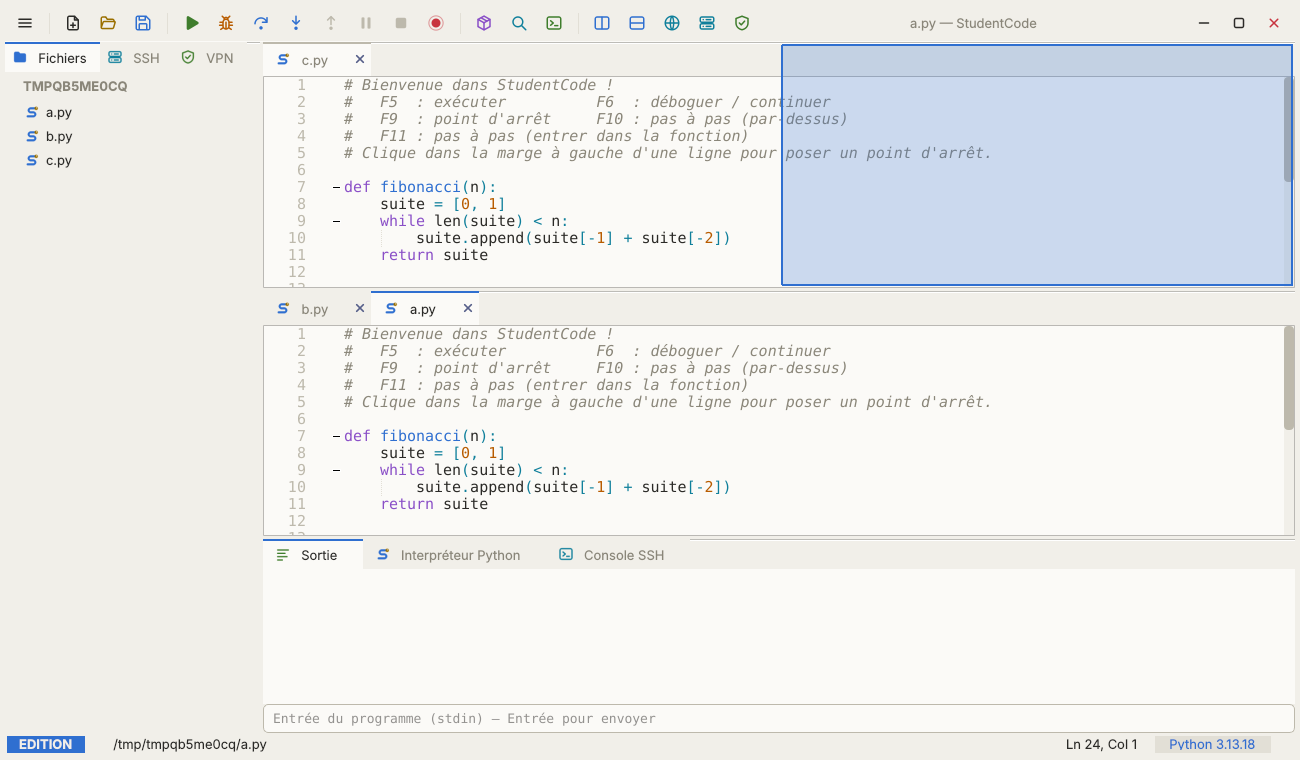 a.py — StudentCode
Fichiers
SSH
VPN
TMPQB5ME0CQ
a.py
b.py
c.py
c.py
1 # Bienvenue dans StudentCode !
2 #   F5  : exécuter          F6  : déboguer / continuer
3 #   F9  : point d'arrêt     F10 : pas à pas (par-dessus)
4 #   F11 : pas à pas (entrer dans la fonction)
5 # Clique dans la marge à gauche d'une ligne pour poser un point d'arrêt.
6
7 def fibonacci(n):
8     suite = [0, 1]
9     while len(suite) < n:
10         suite.append(suite[-1] + suite[-2])
11     return suite
12
b.py
a.py
1 # Bienvenue dans StudentCode !
2 #   F5  : exécuter          F6  : déboguer / continuer
3 #   F9  : point d'arrêt     F10 : pas à pas (par-dessus)
4 #   F11 : pas à pas (entrer dans la fonction)
5 # Clique dans la marge à gauche d'une ligne pour poser un point d'arrêt.
6
7 def fibonacci(n):
8     suite = [0, 1]
9     while len(suite) < n:
10         suite.append(suite[-1] + suite[-2])
11     return suite
12
Sortie
Interpréteur Python
Console SSH
Entrée du programme (stdin) — Entrée pour envoyer
EDITION
/tmp/tmpqb5me0cq/a.py
Ln 24, Col 1
Python 3.13.18